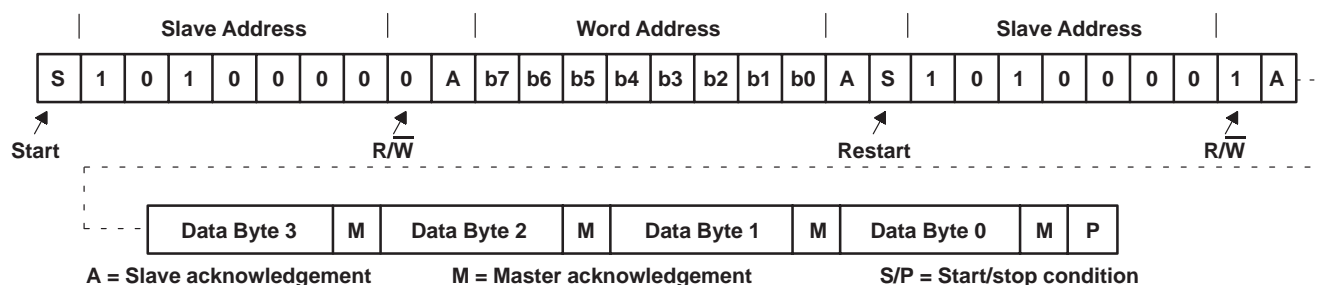 Slave Address Word Address Slave Address
S 1 0 1 0 0 0 0 0 A b7 b6 b5 b4 b3 b2 b1 b0 A S 1 0 1 0 0 0 0 1 A
Start R/W̅ Restart R/W̅
Data Byte 3 M Data Byte 2 M Data Byte 1 M Data Byte 0 M P
A = Slave acknowledgement M = Master acknowledgement S/P = Start/stop condition